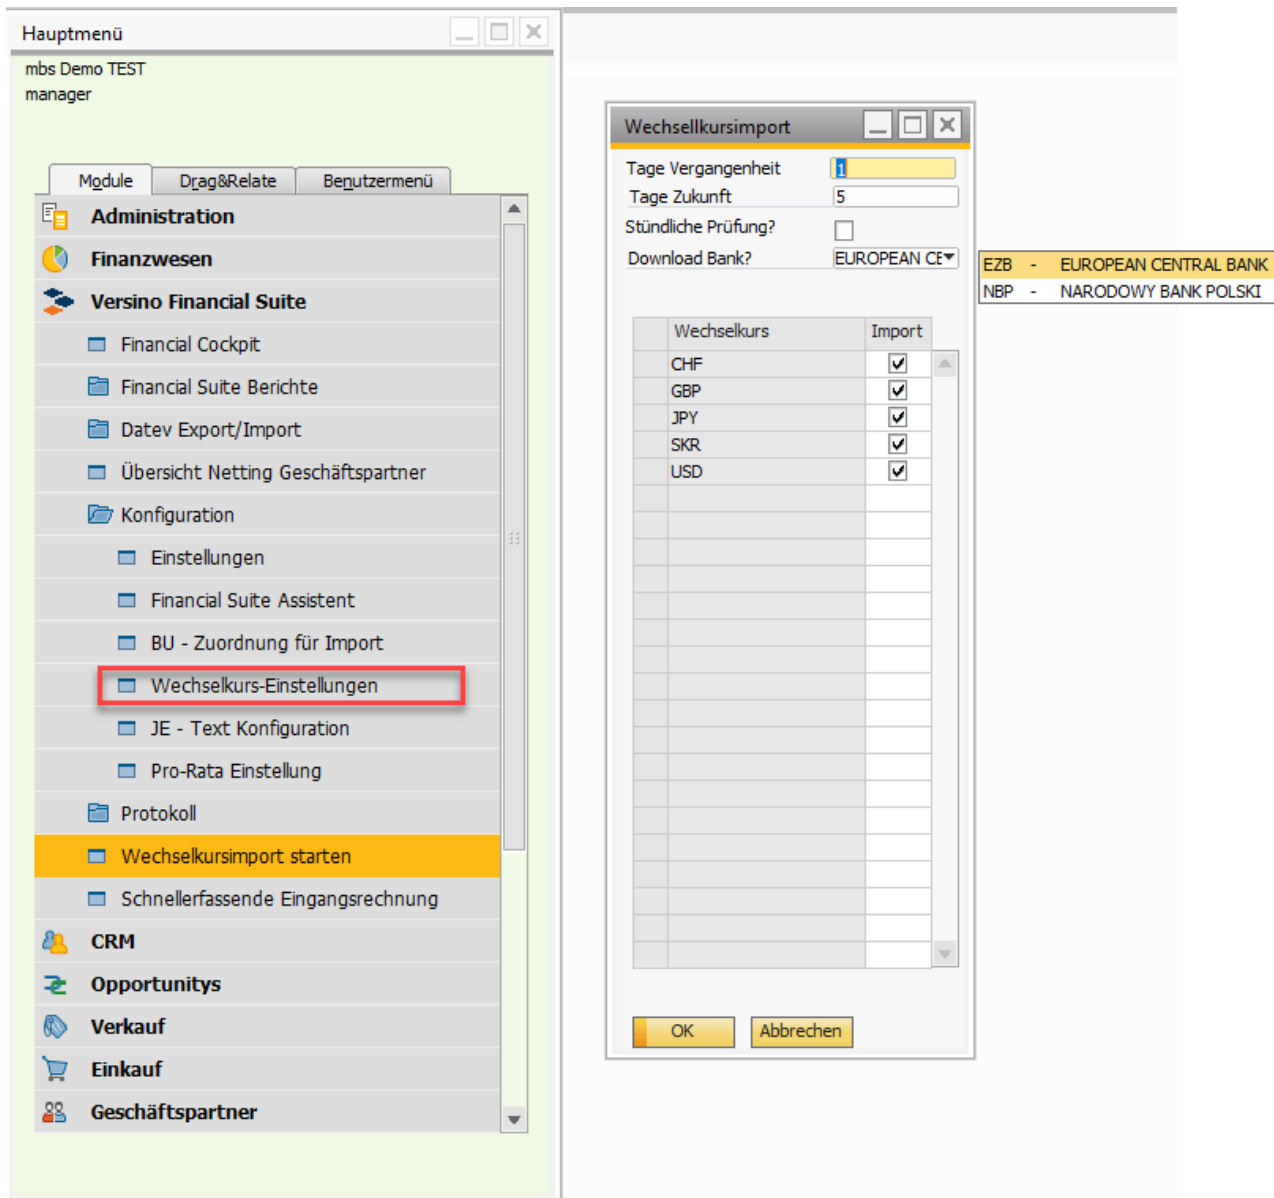 Hauptmenü
mbs Demo TEST
manager
Module Drag&Relate Benutzermenü
Administration
Finanzwesen
Versino Financial Suite
Financial Cockpit
Financial Suite Berichte
Datev Export/Import
Übersicht Netting Geschäftspartner
Konfiguration
Einstellungen
Financial Suite Assistent
BU - Zuordnung für Import
Wechselkurs-Einstellungen
JE - Text Konfiguration
Pro-Rata Einstellung
Protokoll
Wechselkursimport starten
Schnellerfassende Eingangsrechnung
CRM
Opportunitys
Verkauf
Einkauf
Geschäftspartner
Wechsellkursimport
Tage Vergangenheit 1
Tage Zukunft 5
Stündliche Prüfung?
Download Bank? EUROPEAN CE
EZB - EUROPEAN CENTRAL BANK
NBP - NARODOWY BANK POLSKI
Wechselkurs Import
CHF
GBP
JPY
SKR
USD
OK Abbrechen